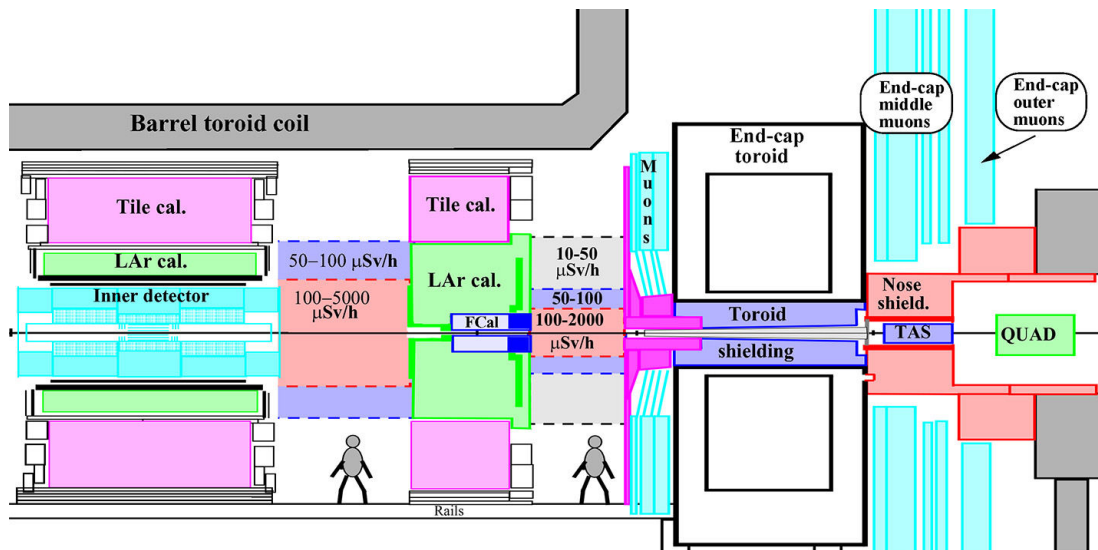 Barrel toroid coil
Tile cal.
LAr cal.
Inner detector
50–100 μSv/h
100–5000
μSv/h
Tile cal.
LAr cal.
FCal
10-50
μSv/h
50-100
100-2000
μSv/h
Muons
End-cap
toroid
Toroid
shielding
End-cap
middle
muons
End-cap
outer
muons
Nose
shield.
TAS
QUAD
Rails